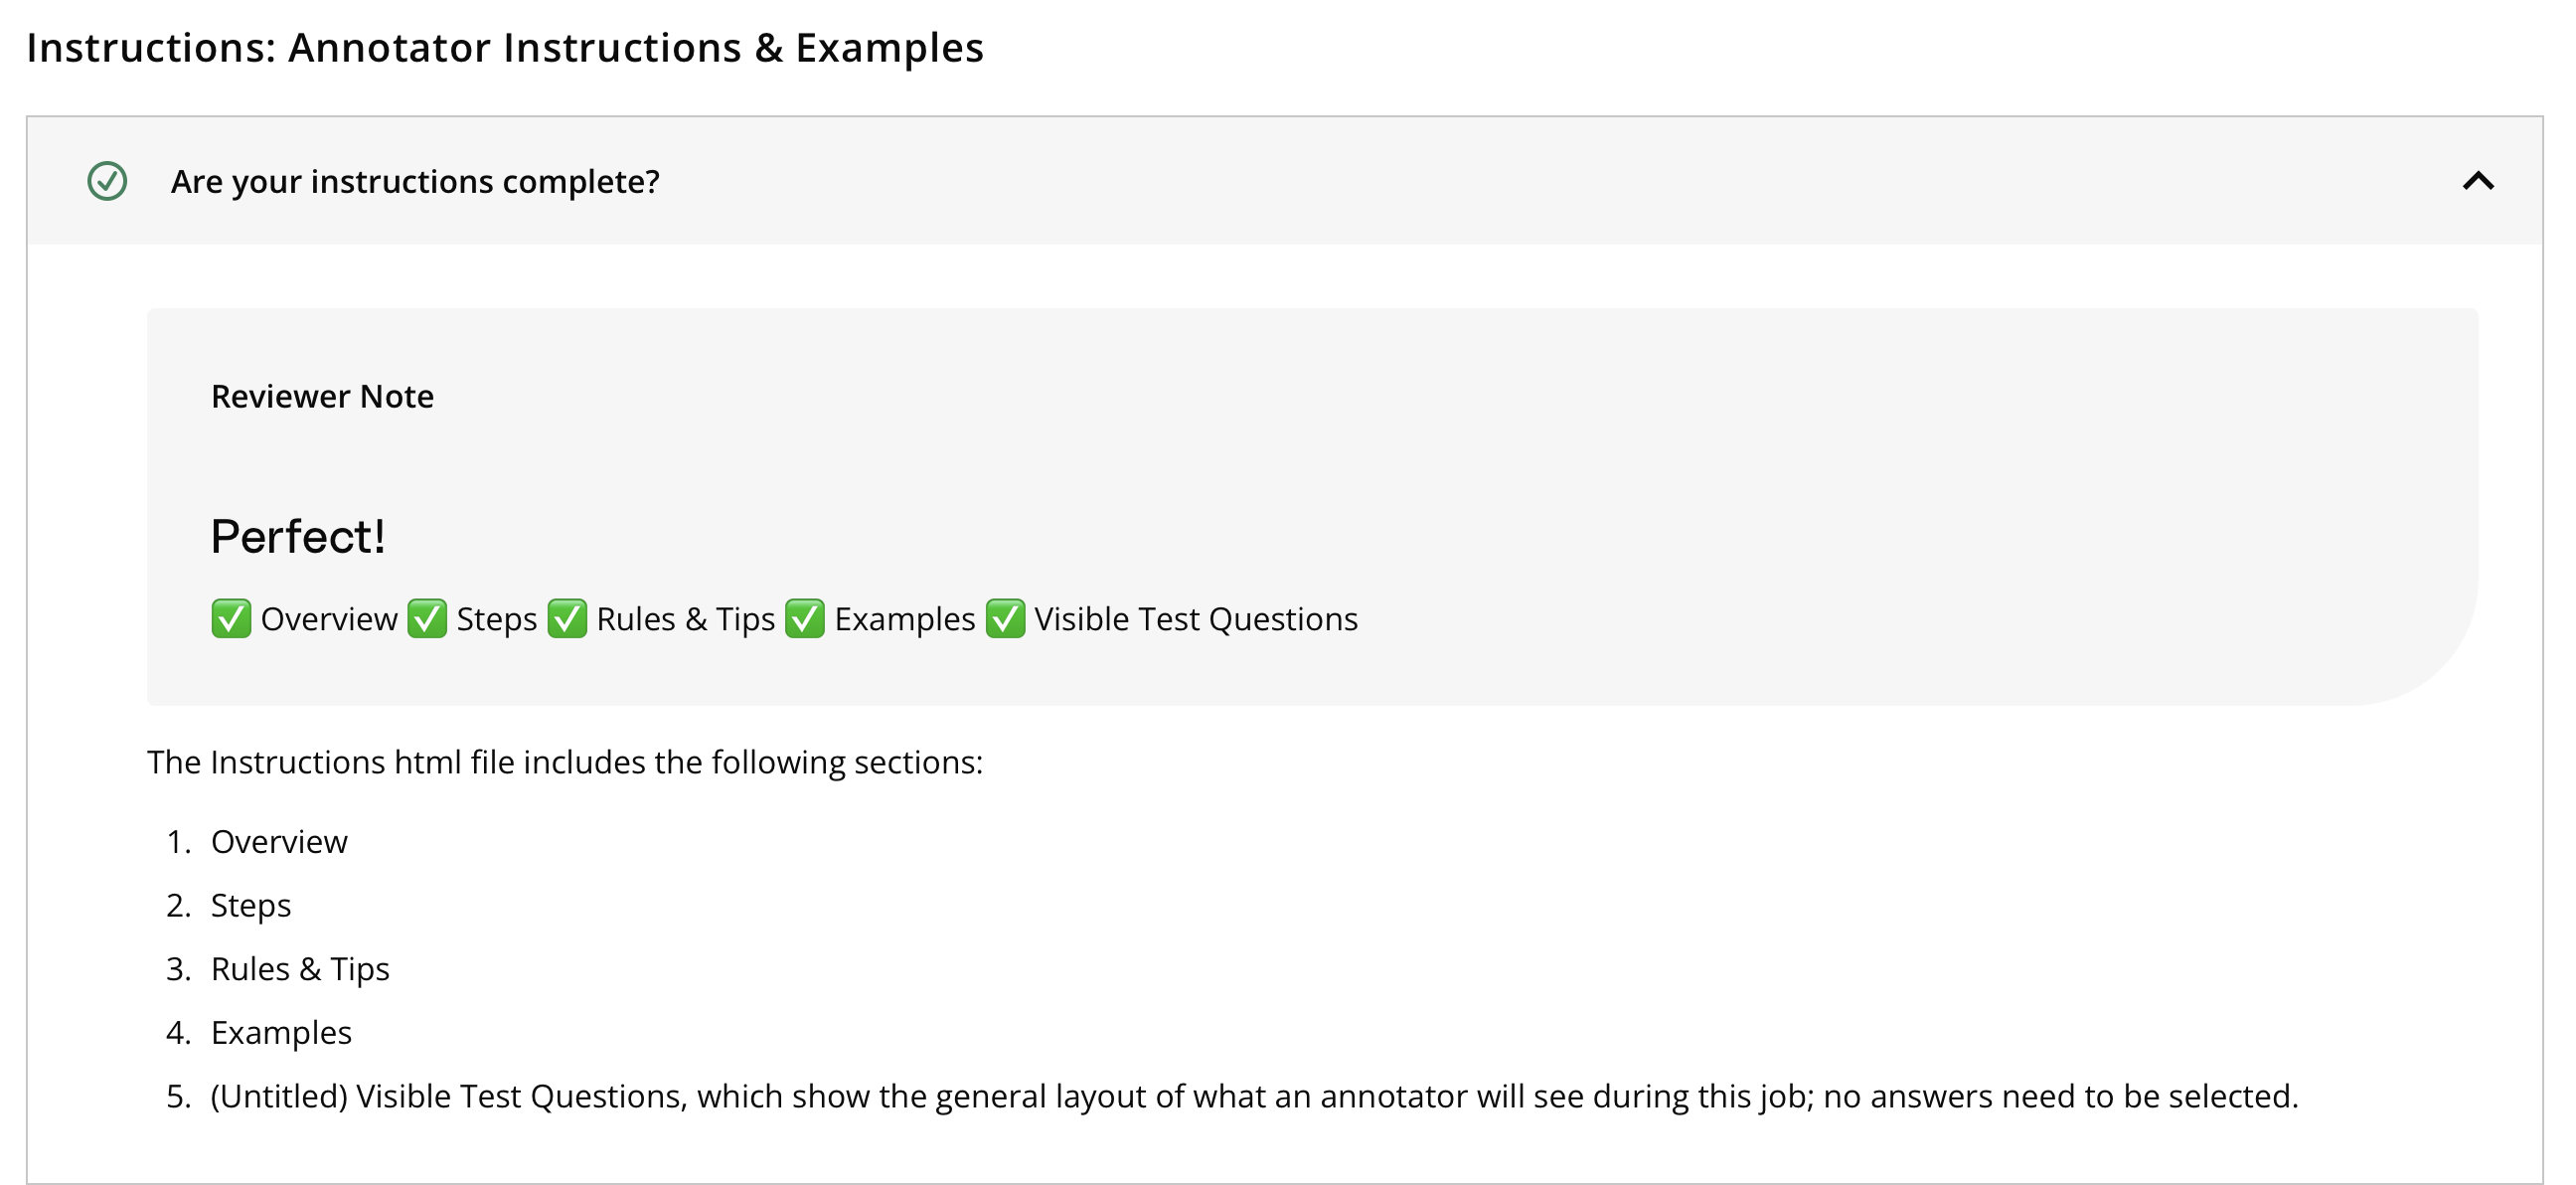 Instructions: Annotator Instructions & Examples
Are your instructions complete?
Reviewer Note
Perfect!
✅ Overview ✅ Steps ✅ Rules & Tips ✅ Examples ✅ Visible Test Questions
The Instructions html file includes the following sections:
1. Overview
2. Steps
3. Rules & Tips
4. Examples
5. (Untitled) Visible Test Questions, which show the general layout of what an annotator will see during this job; no answers need to be selected.